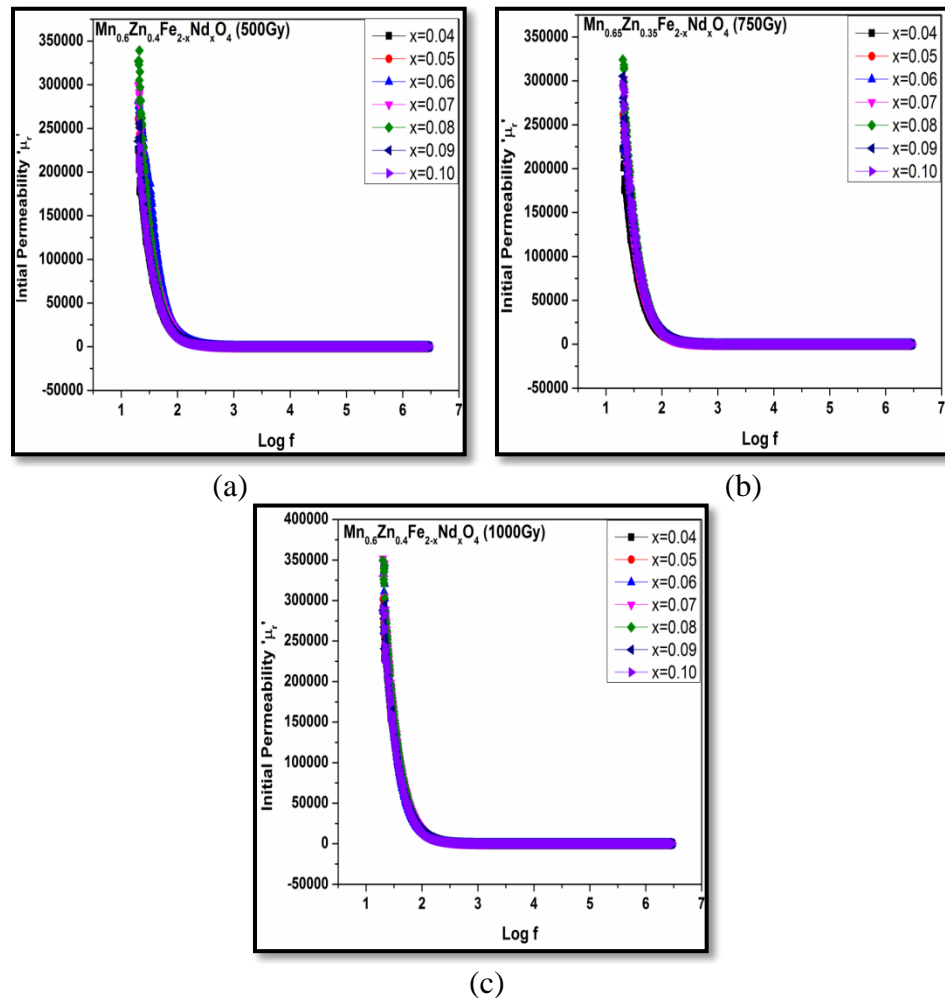 Mn0.6Zn0.4Fe2-xNdxO4 (500Gy)
350000
300000
250000
200000
150000
100000
50000
0
-50000
Intial Permeability 'μr'
x=0.04
x=0.05
x=0.06
x=0.07
x=0.08
x=0.09
x=0.10
1 2 3 4 5 6 7
Log f
(a)
Mn0.65Zn0.35Fe2-xNdxO4 (750Gy)
350000
300000
250000
200000
150000
100000
50000
0
-50000
Initial Permeability 'μr'
x=0.04
x=0.05
x=0.06
x=0.07
x=0.08
x=0.09
x=0.10
1 2 3 4 5 6 7
Log f
(b)
Mn0.6Zn0.4Fe2-xNdxO4 (1000Gy)
400000
350000
300000
250000
200000
150000
100000
50000
0
-50000
Initial Permeability 'μr'
x=0.04
x=0.05
x=0.06
x=0.07
x=0.08
x=0.09
x=0.10
1 2 3 4 5 6 7
Log f
(c)